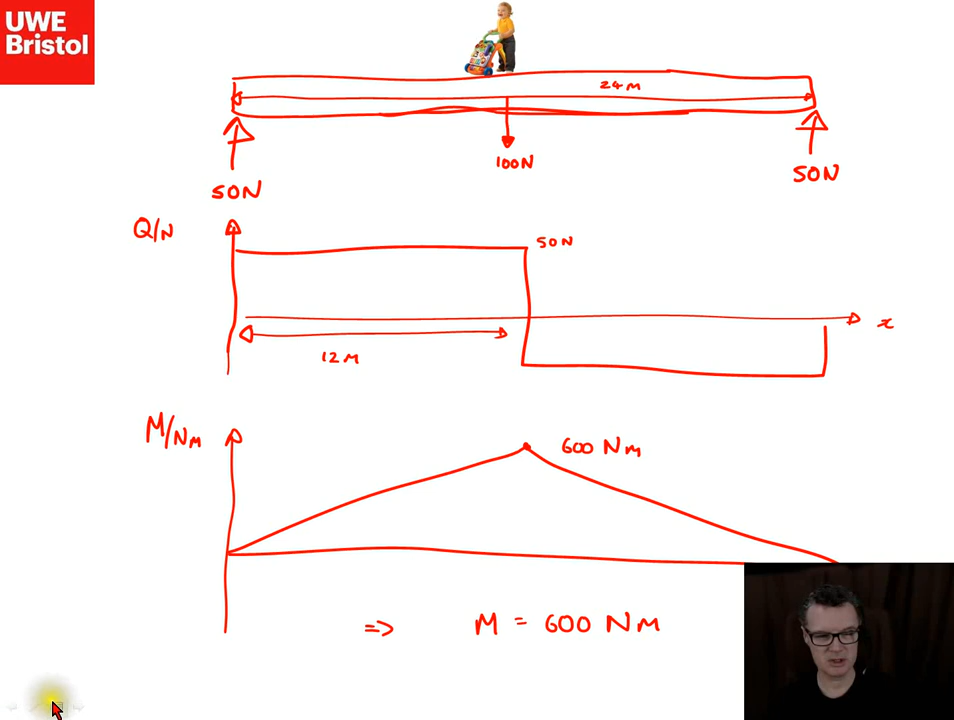 UWE
Bristol
24M
100N
50N
50N
Q/N
50N
x
12M
M/NM
600 NM
=> M = 600 NM